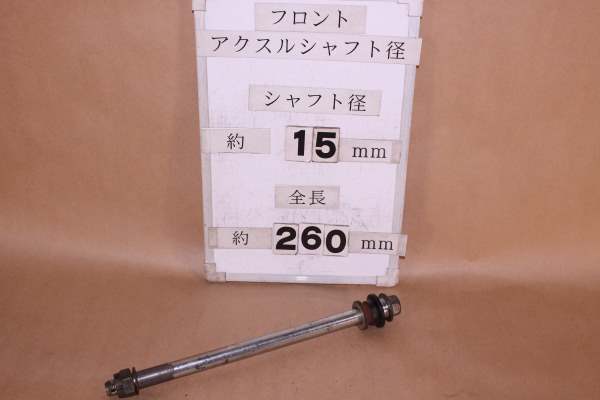 フロント
アクスルシャフト径
シャフト径
約 15 mm
全長
約 260 mm